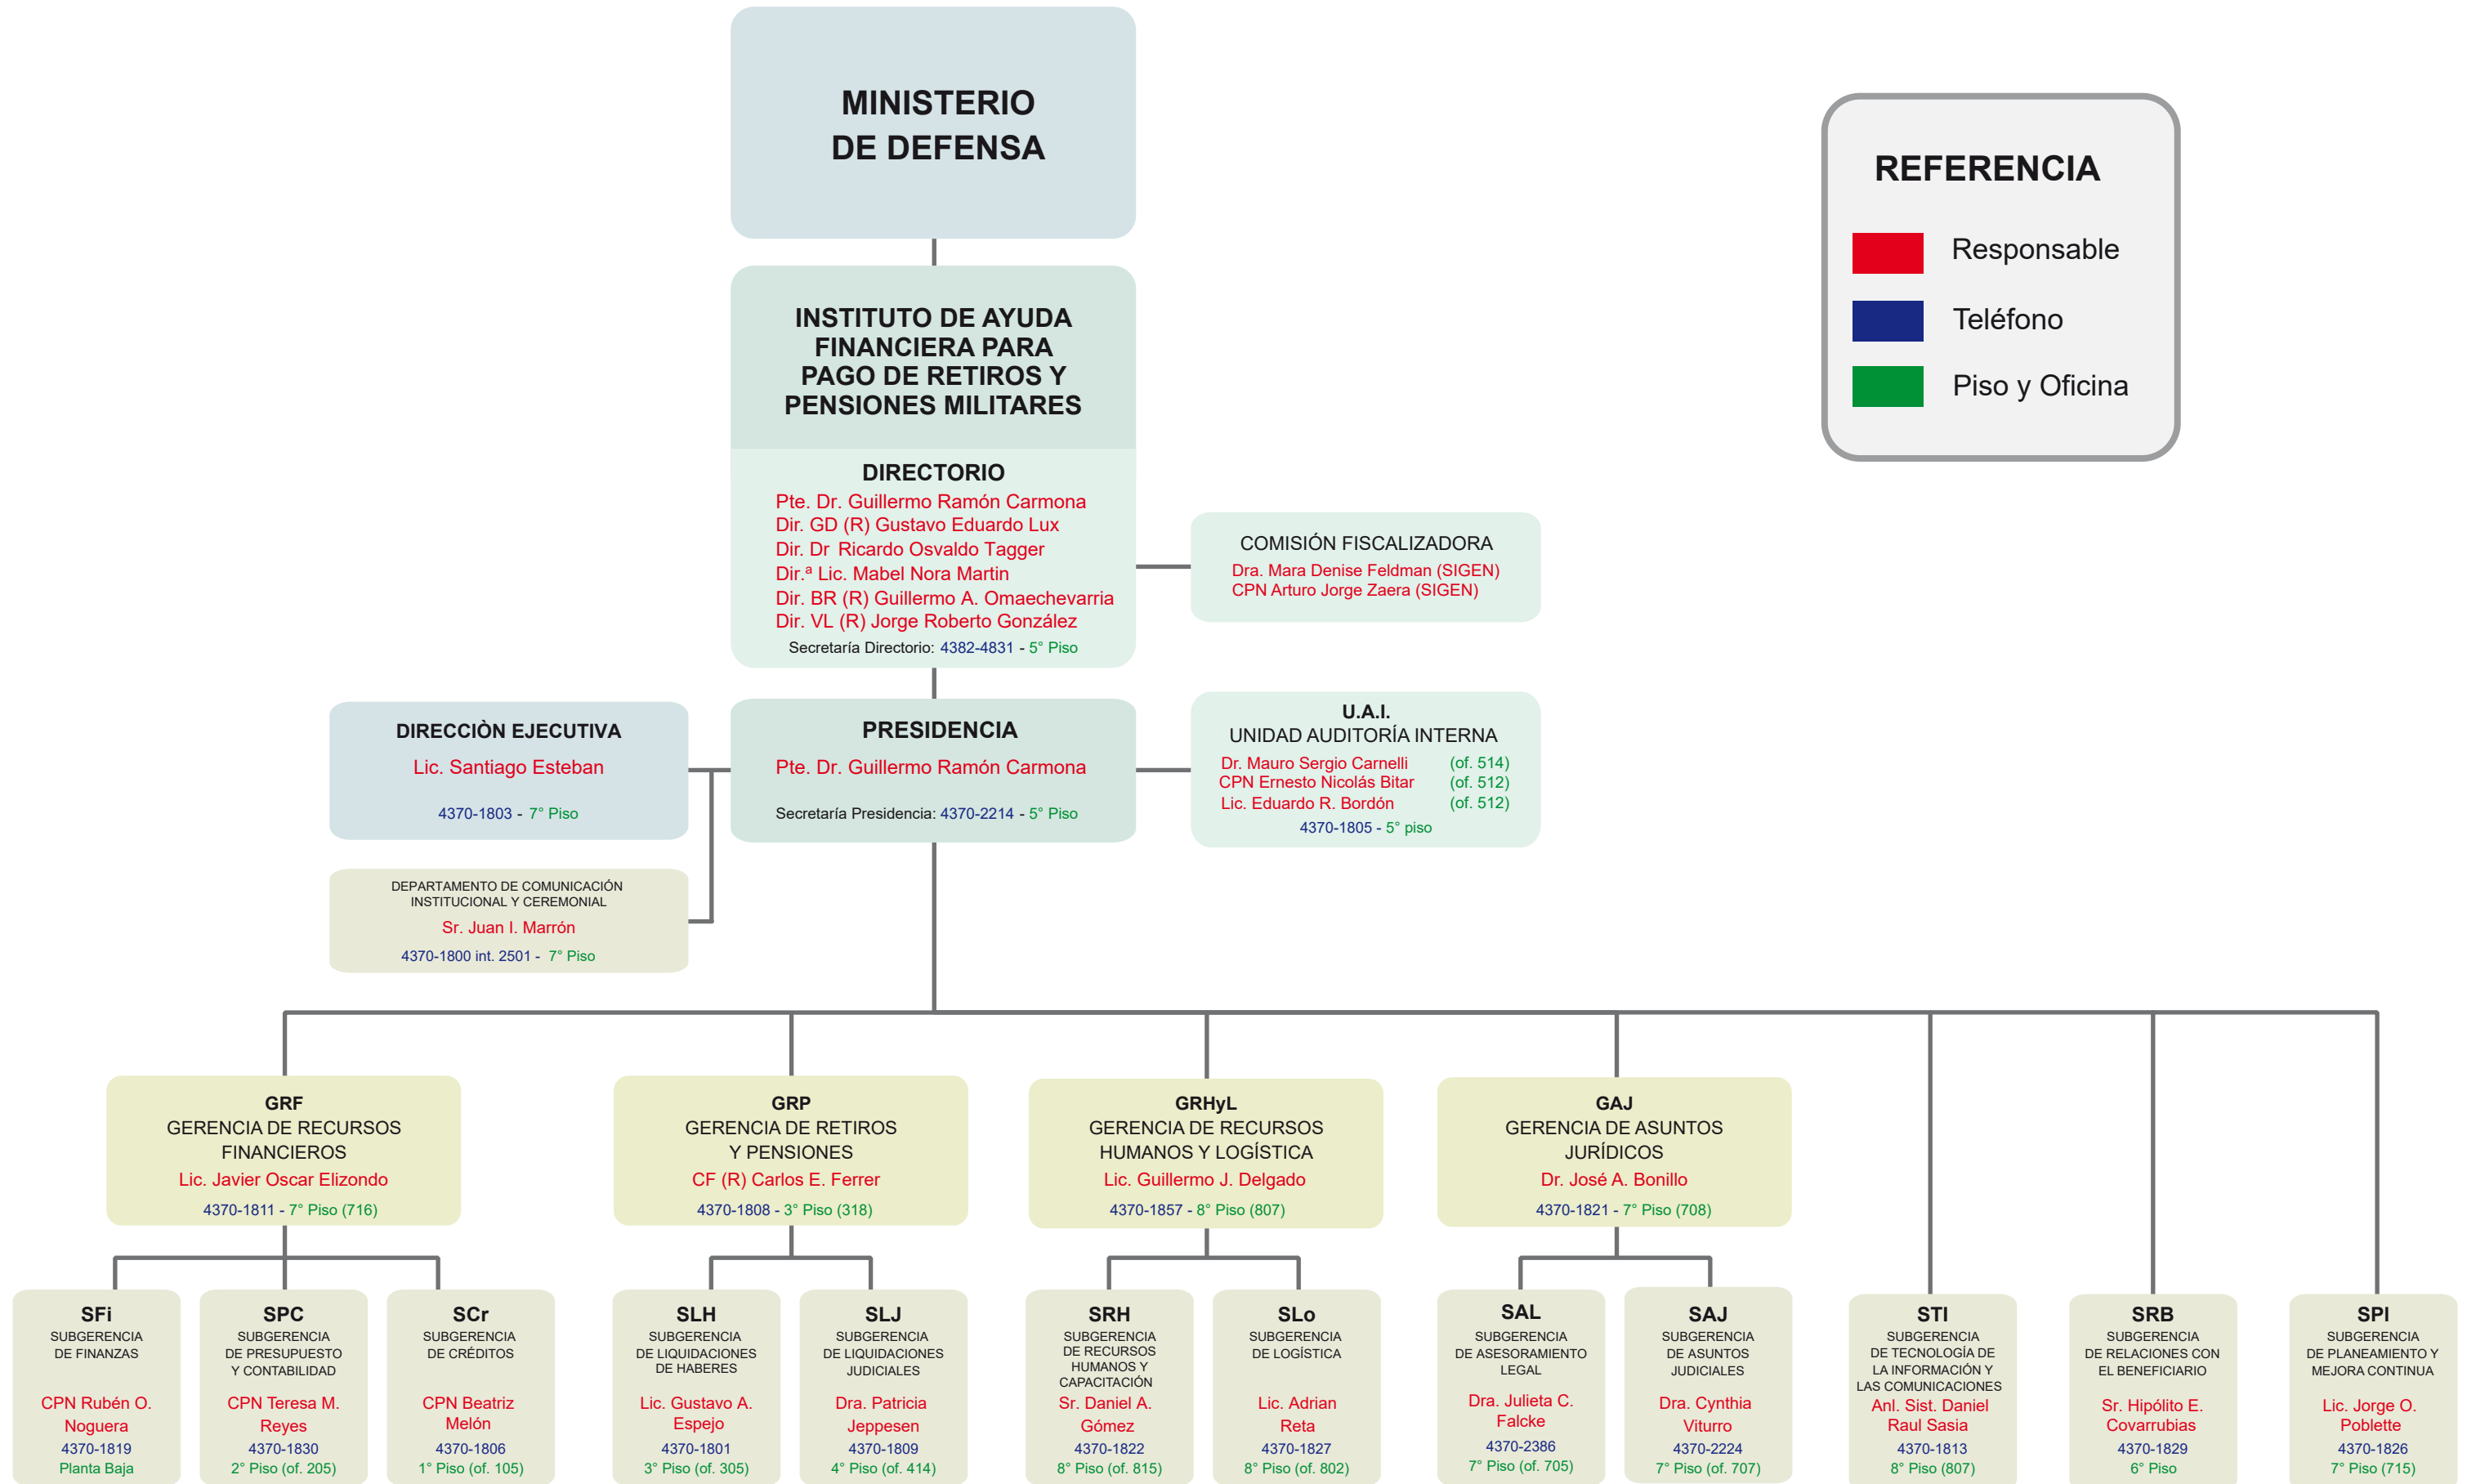 MINISTERIO
DE DEFENSA
REFERENCIA
Responsable
Teléfono
Piso y Oficina
INSTITUTO DE AYUDA
FINANCIERA PARA
PAGO DE RETIROS Y
PENSIONES MILITARES
DIRECTORIO
Pte. Dr. Guillermo Ramón Carmona
Dir. GD (R) Gustavo Eduardo Lux
Dir. Dr Ricardo Osvaldo Tagger
Dir.ª Lic. Mabel Nora Martin
Dir. BR (R) Guillermo A. Omaechevarria
Dir. VL (R) Jorge Roberto González
Secretaría Directorio: 4382-4831 - 5° Piso
COMISIÓN FISCALIZADORA
Dra. Mara Denise Feldman (SIGEN)
CPN Arturo Jorge Zaera (SIGEN)
DIRECCIÒN EJECUTIVA
Lic. Santiago Esteban
4370-1803 - 7° Piso
PRESIDENCIA
Pte. Dr. Guillermo Ramón Carmona
Secretaría Presidencia: 4370-2214 - 5° Piso
U.A.I.
UNIDAD AUDITORÍA INTERNA
Dr. Mauro Sergio Carnelli (of. 514)
CPN Ernesto Nicolás Bitar (of. 512)
Lic. Eduardo R. Bordón (of. 512)
4370-1805 - 5° piso
DEPARTAMENTO DE COMUNICACIÓN
INSTITUCIONAL Y CEREMONIAL
Sr. Juan I. Marrón
4370-1800 int. 2501 - 7° Piso
GRF
GERENCIA DE RECURSOS
FINANCIEROS
Lic. Javier Oscar Elizondo
4370-1811 - 7° Piso (716)
GRP
GERENCIA DE RETIROS
Y PENSIONES
CF (R) Carlos E. Ferrer
4370-1808 - 3° Piso (318)
GRHyL
GERENCIA DE RECURSOS
HUMANOS Y LOGÍSTICA
Lic. Guillermo J. Delgado
4370-1857 - 8° Piso (807)
GAJ
GERENCIA DE ASUNTOS
JURÍDICOS
Dr. José A. Bonillo
4370-1821 - 7° Piso (708)
SFi
SUBGERENCIA
DE FINANZAS
CPN Rubén O.
Noguera
4370-1819
Planta Baja
SPC
SUBGERENCIA
DE PRESUPUESTO
Y CONTABILIDAD
CPN Teresa M.
Reyes
4370-1830
2° Piso (of. 205)
SCr
SUBGERENCIA
DE CRÉDITOS
CPN Beatriz
Melón
4370-1806
1° Piso (of. 105)
SLH
SUBGERENCIA
DE LIQUIDACIONES
DE HABERES
Lic. Gustavo A.
Espejo
4370-1801
3° Piso (of. 305)
SLJ
SUBGERENCIA
DE LIQUIDACIONES
JUDICIALES
Dra. Patricia
Jeppesen
4370-1809
4° Piso (of. 414)
SRH
SUBGERENCIA
DE RECURSOS
HUMANOS Y
CAPACITACIÓN
Sr. Daniel A.
Gómez
4370-1822
8° Piso (of. 815)
SLo
SUBGERENCIA
DE LOGÍSTICA
Lic. Adrian
Reta
4370-1827
8° Piso (of. 802)
SAL
SUBGERENCIA
DE ASESORAMIENTO
LEGAL
Dra. Julieta C.
Falcke
4370-2386
7° Piso (of. 705)
SAJ
SUBGERENCIA
DE ASUNTOS
JUDICIALES
Dra. Cynthia
Viturro
4370-2224
7° Piso (of. 707)
STI
SUBGERENCIA
DE TECNOLOGÍA DE
LA INFORMACIÓN Y
LAS COMUNICACIONES
Anl. Sist. Daniel
Raul Sasia
4370-1813
8° Piso (807)
SRB
SUBGERENCIA
DE RELACIONES CON
EL BENEFICIARIO
Sr. Hipólito E.
Covarrubias
4370-1829
6° Piso
SPI
SUBGERENCIA
DE PLANEAMIENTO Y
MEJORA CONTINUA
Lic. Jorge O.
Poblette
4370-1826
7° Piso (715)